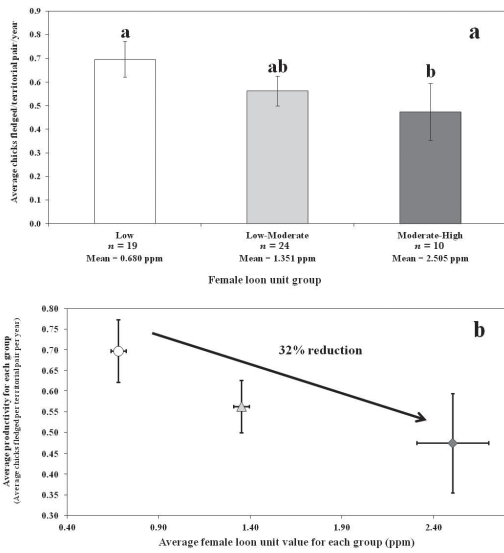 0.9
0.8
0.7
0.6
0.5
0.4
0.3
0.2
0.1
0.0
Average chicks fledged/territorial pair/year
a
a
ab
b
Low
n = 19
Mean = 0.680 ppm
Low-Moderate
n = 24
Mean = 1.351 ppm
Moderate-High
n = 10
Mean = 2.505 ppm
Female loon unit group
0.80
0.75
0.70
0.65
0.60
0.55
0.50
0.45
0.40
0.35
0.30
Average productivity for each group
(Average chicks fledged per territorial pair per year)
b
32% reduction
0.40
0.90
1.40
1.90
2.40
Average female loon unit value for each group (ppm)